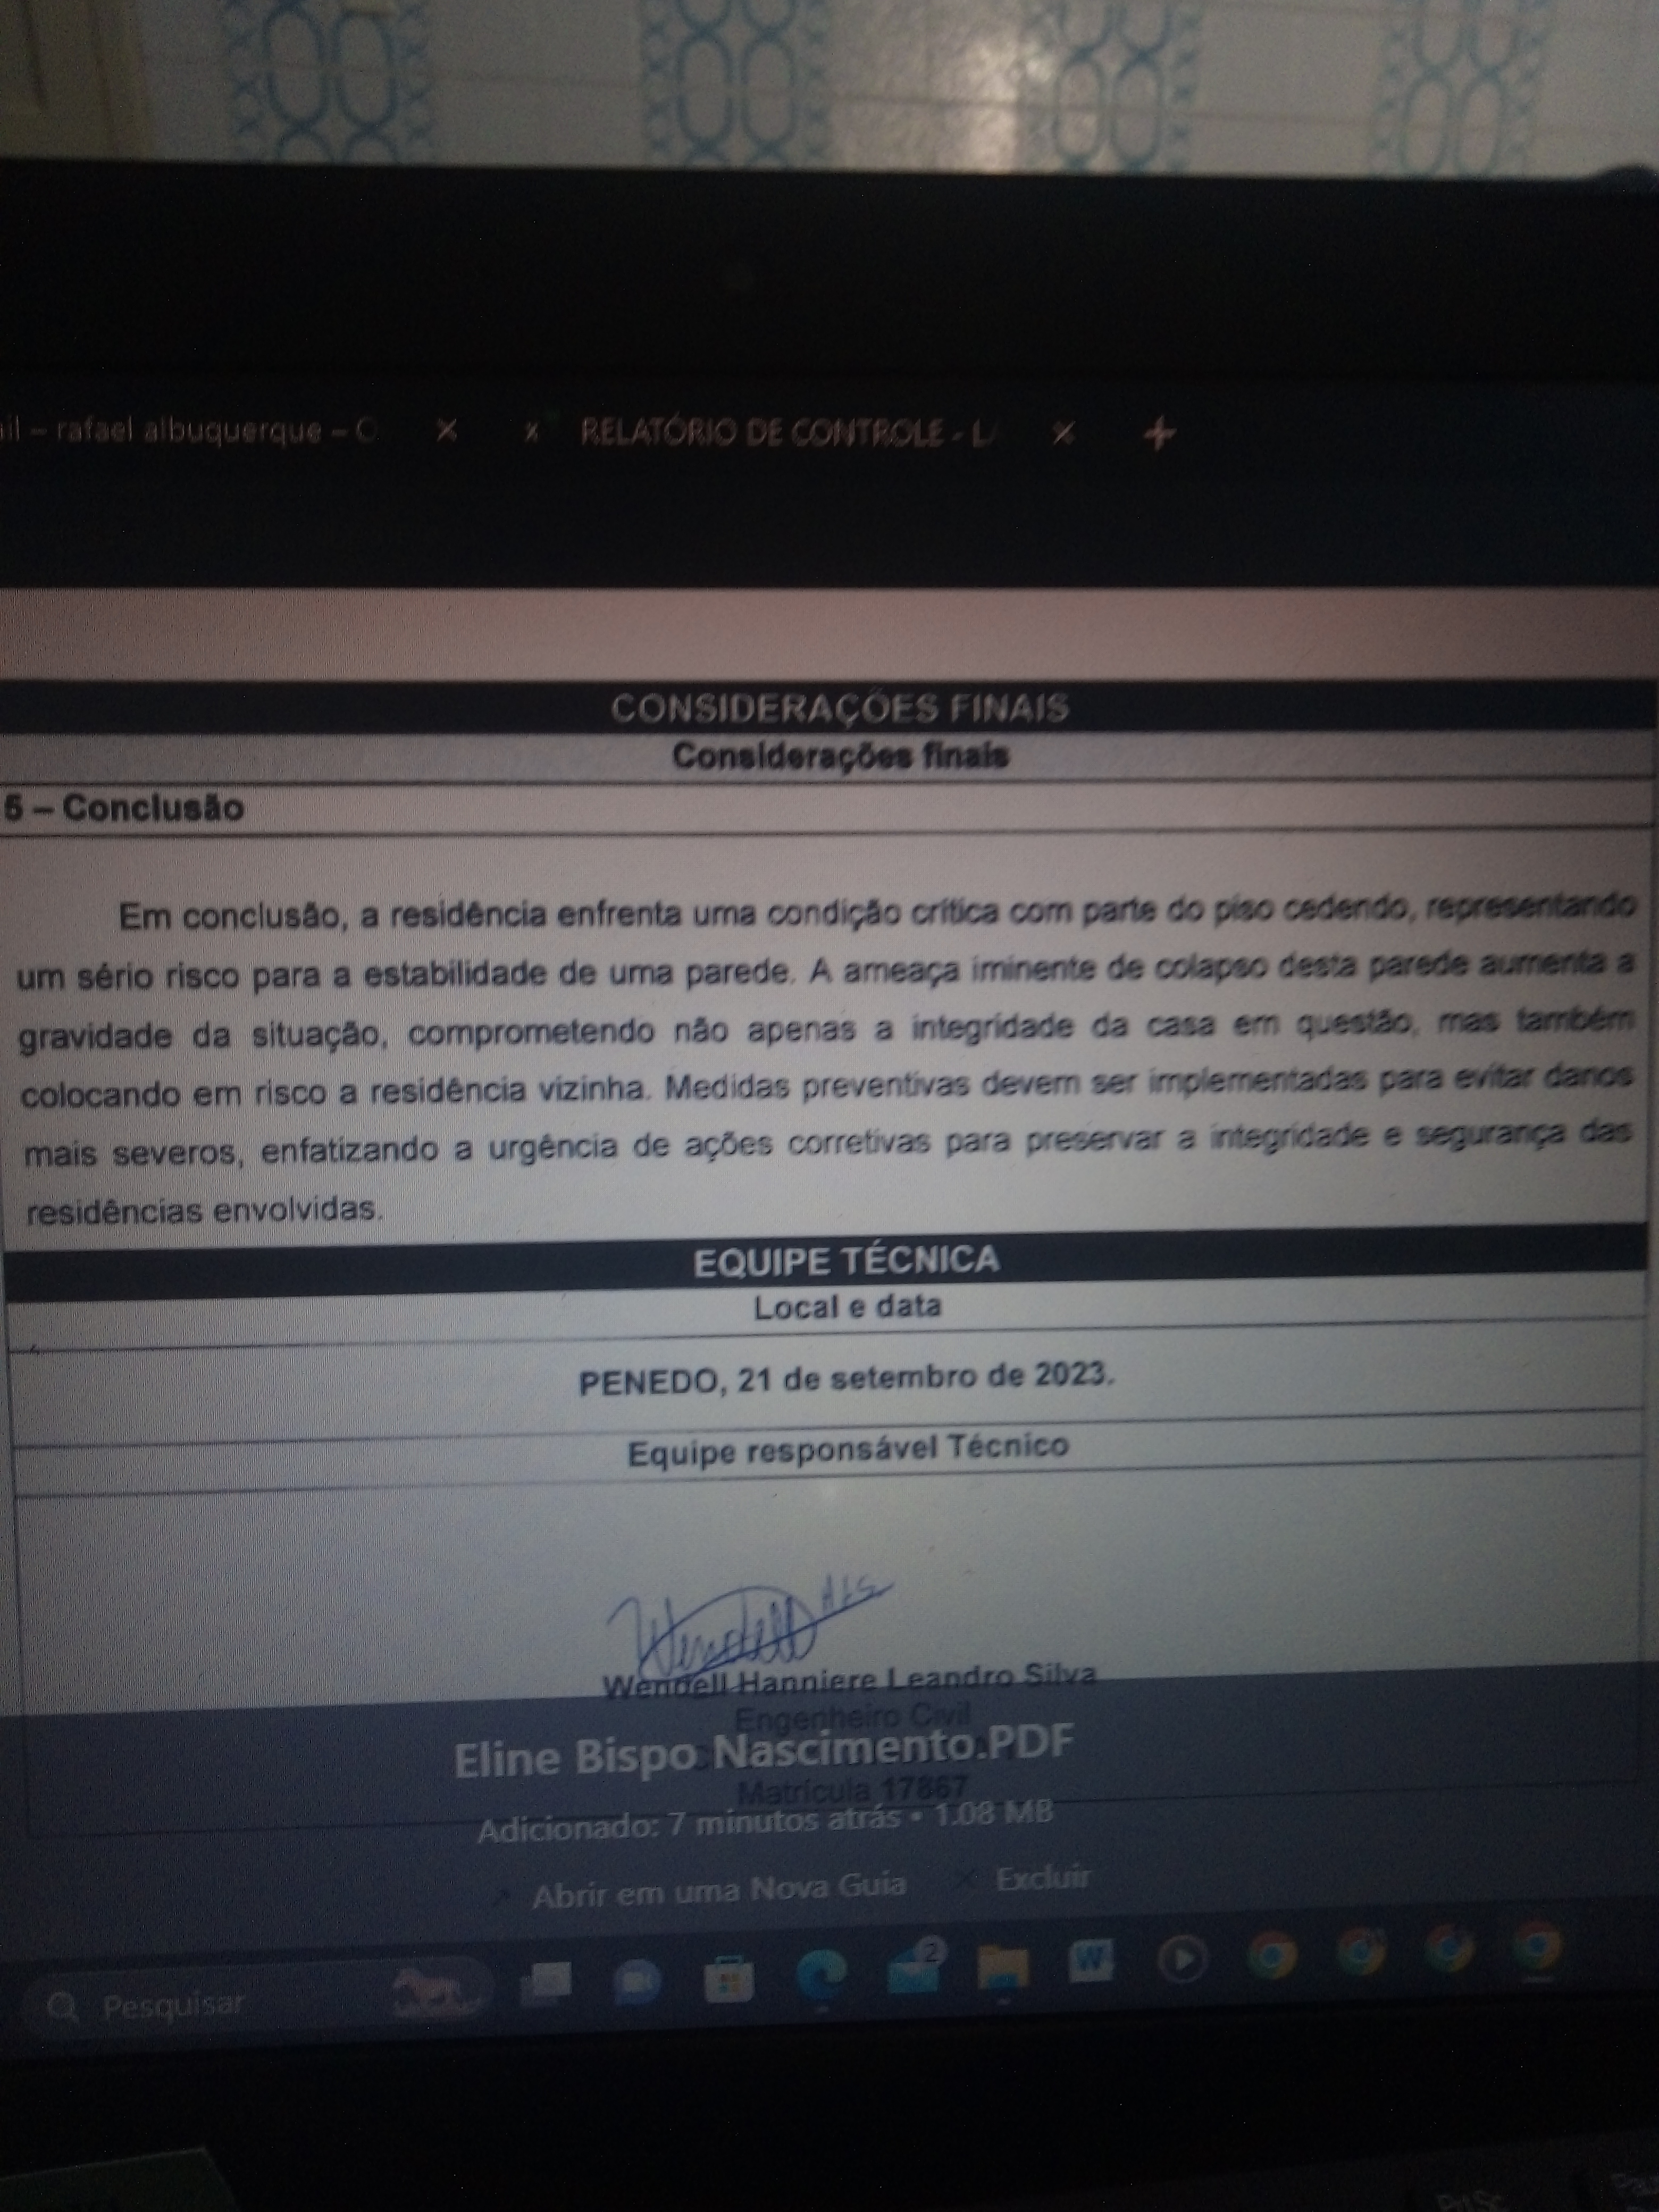 il – rafael albuquerque – O
RELATÓRIO DE CONTROLE - L
CONSIDERAÇÕES FINAIS
Considerações finais
5 – Conclusão
Em conclusão, a residência enfrenta uma condição crítica com parte do piso cedendo, representando
um sério risco para a estabilidade de uma parede. A ameaça iminente de colapso desta parede aumenta a
gravidade da situação, comprometendo não apenas a integridade da casa em questão, mas também
colocando em risco a residência vizinha. Medidas preventivas devem ser implementadas para evitar danos
mais severos, enfatizando a urgência de ações corretivas para preservar a integridade e segurança das
residências envolvidas.
EQUIPE TÉCNICA
Local e data
PENEDO, 21 de setembro de 2023.
Equipe responsável Técnico
Wendell
Wendell Hanniere Leandro Silva
Engenheiro Civil
Eline Bispo Nascimento.PDF
Matrícula 17867
Adicionado: 7 minutos atrás • 1.08 MB
Abrir em uma Nova Guia Excluir
2
W
Pesquisar